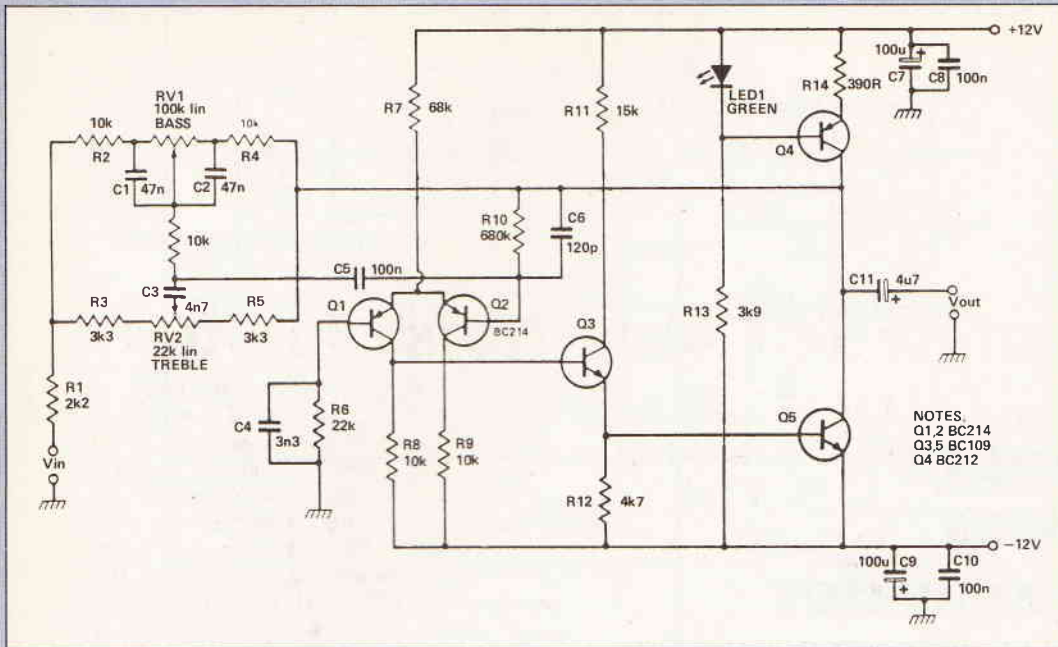 +12V
100u
+
C7
C8
100n
R14
390R
RV1
100k lin
BASS
R7
68k
R11
15k
LED1
GREEN
10k
R2
10k
R4
Q4
C1
47n
C2
47n
R10
680k
C6
120p
10k
C5
100n
C11
4u7
+
Vout
C3
4n7
R3
3k3
R5
3k3
RV2
22k lin
TREBLE
Q1
Q2
BC214
Q3
R13
3k9
R1
2k2
Vin
C4
3n3
R6
22k
R8
10k
R9
10k
Q5
R12
4k7
NOTES
Q1,2 BC214
Q3,5 BC109
Q4 BC212
−12V
100u
C9
+
C10
100n